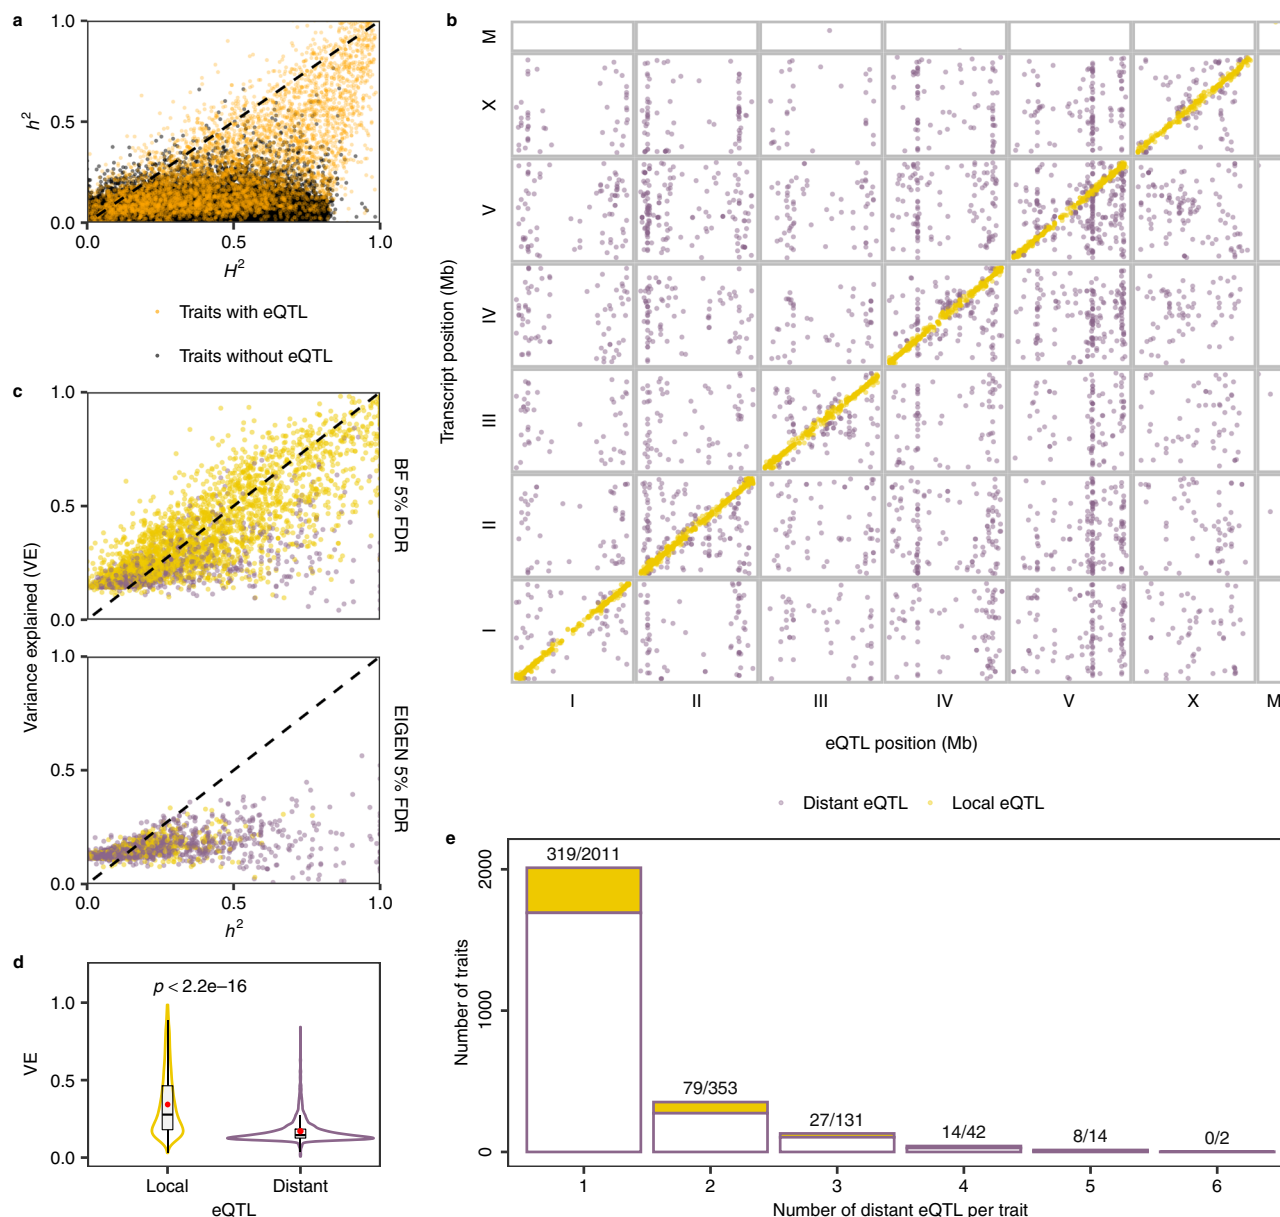 a
1.0
0.5
0.0
h²
0.0 0.5 1.0
H²
Traits with eQTL
Traits without eQTL
b
M
X
V
IV
III
II
I
Transcript position (Mb)
I II III IV V X M
eQTL position (Mb)
Distant eQTL Local eQTL
c
1.0
0.5
0.0
BF 5% FDR
Variance explained (VE)
1.0
0.5
0.0
EIGEN 5% FDR
0.0 0.5 1.0
h²
d
VE
1.0
0.5
0.0
p < 2.2e−16
Local Distant
eQTL
e
Number of traits
2000
1000
0
319/2011
79/353
27/131
14/42
8/14
0/2
1 2 3 4 5 6
Number of distant eQTL per trait